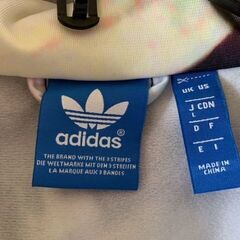 adidas®
THE BRAND WITH THE 3 STRIPES
DIE WELTMARKE MIT DEN 3 STREIFEN
LA MARQUE AUX 3 BANDES
UK US
J CDN
L
D F
E I
MADE IN
CHINA